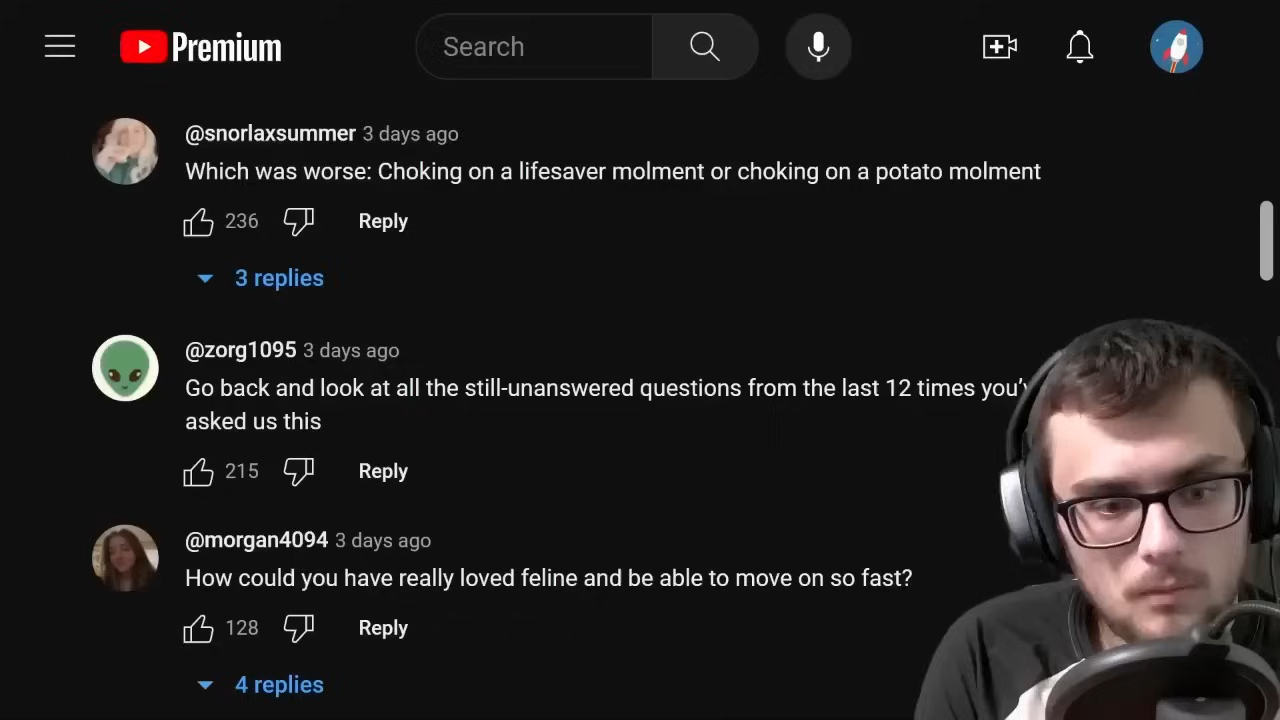 Premium
Search
@snorlaxsummer 3 days ago
Which was worse: Choking on a lifesaver molment or choking on a potato molment
236 Reply
3 replies
@zorg1095 3 days ago
Go back and look at all the still-unanswered questions from the last 12 times
asked us this
215 Reply
@morgan4094 3 days ago
How could you have really loved feline and be able to move on so fast?
128 Reply
4 replies